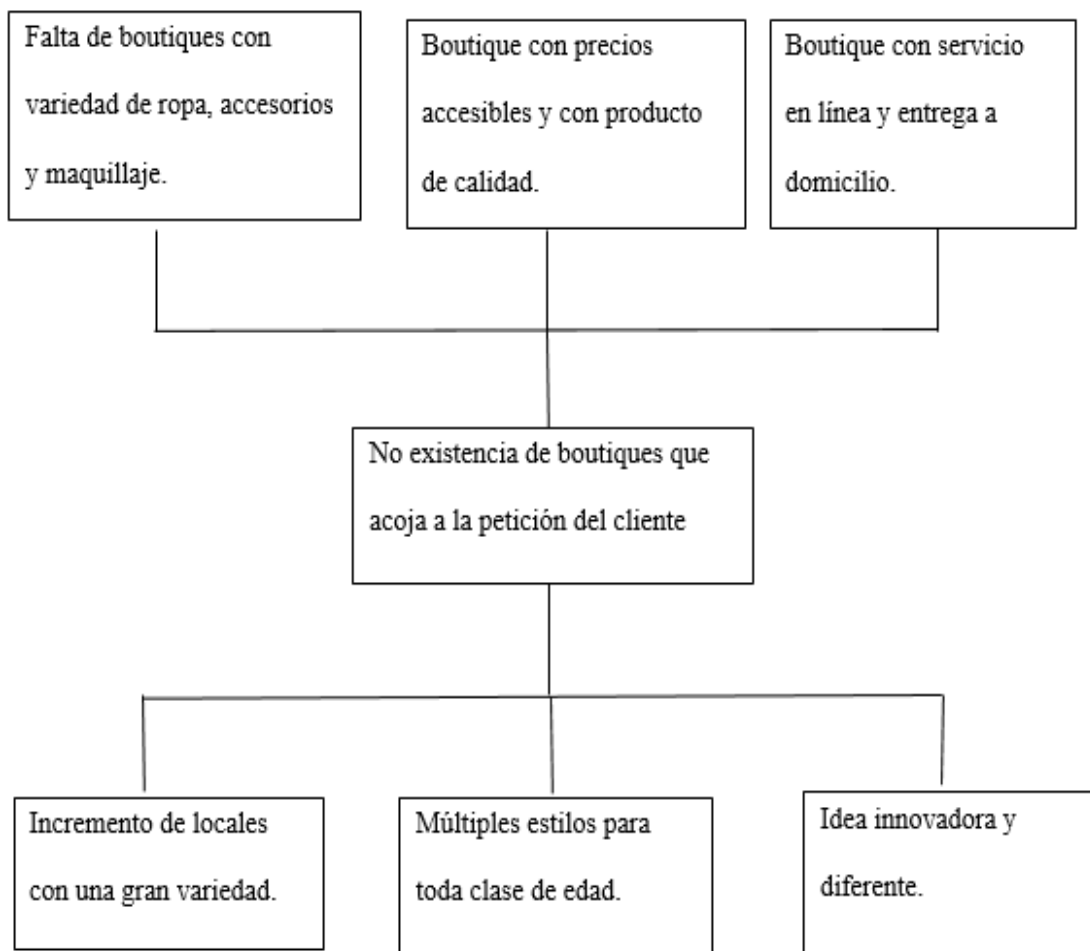 Falta de boutiques con
variedad de ropa, accesorios
y maquillaje.
Boutique con precios
accesibles y con producto
de calidad.
Boutique con servicio
en línea y entrega a
domicilio.
No existencia de boutiques que
acoja a la petición del cliente
Incremento de locales
con una gran variedad.
Múltiples estilos para
toda clase de edad.
Idea innovadora y
diferente.